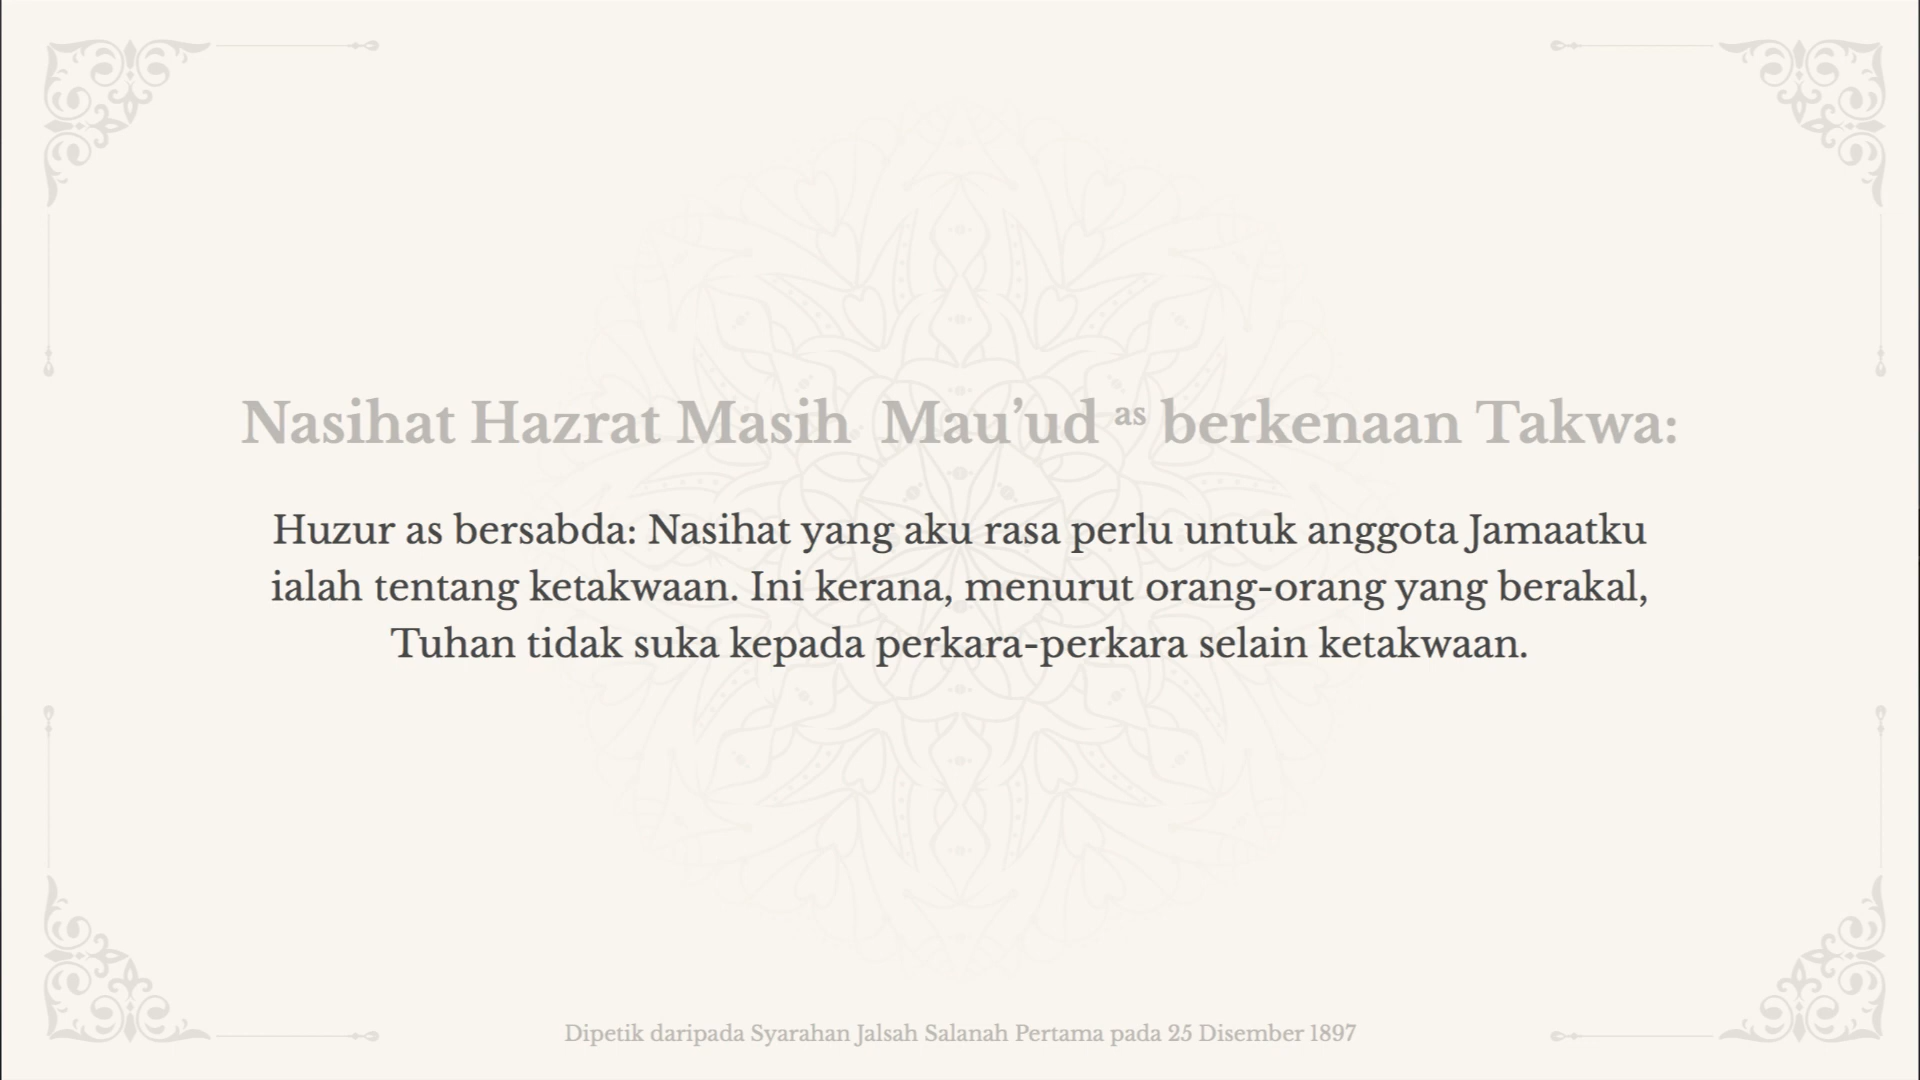 Nasihat Hazrat Masih  Mau’ud as berkenaan Takwa:
Huzur as bersabda: Nasihat yang aku rasa perlu untuk anggota Jamaatku
ialah tentang ketakwaan. Ini kerana, menurut orang-orang yang berakal,
Tuhan tidak suka kepada perkara-perkara selain ketakwaan.
Dipetik daripada Syarahan Jalsah Salanah Pertama pada 25 Disember 1897